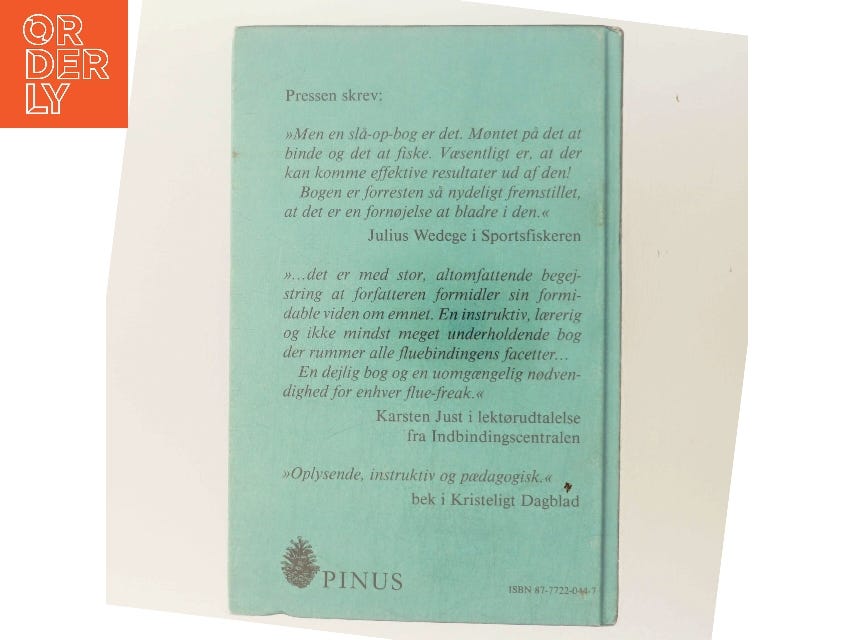 OR
DER
LY
Pressen skrev:
»Men en slå-op-bog er det. Møntet på det at
binde og det at fiske. Væsentligt er, at der
kan komme effektive resultater ud af den!
Bogen er forresten så nydeligt fremstillet,
at det er en fornøjelse at bladre i den.«
Julius Wedege i Sportsfiskeren
»...det er med stor, altomfattende begej-
string at forfatteren formidler sin formi-
dable viden om emnet. En instruktiv, lærerig
og ikke mindst meget underholdende bog
der rummer alle fluebindingens facetter...
En dejlig bog og en uomgængelig nødven-
dighed for enhver flue-freak.«
Karsten Just i lektørudtalelse
fra Indbindingscentralen
»Oplysende, instruktiv og pædagogisk.«
bek i Kristeligt Dagblad
PINUS
ISBN 87-7722-044-7